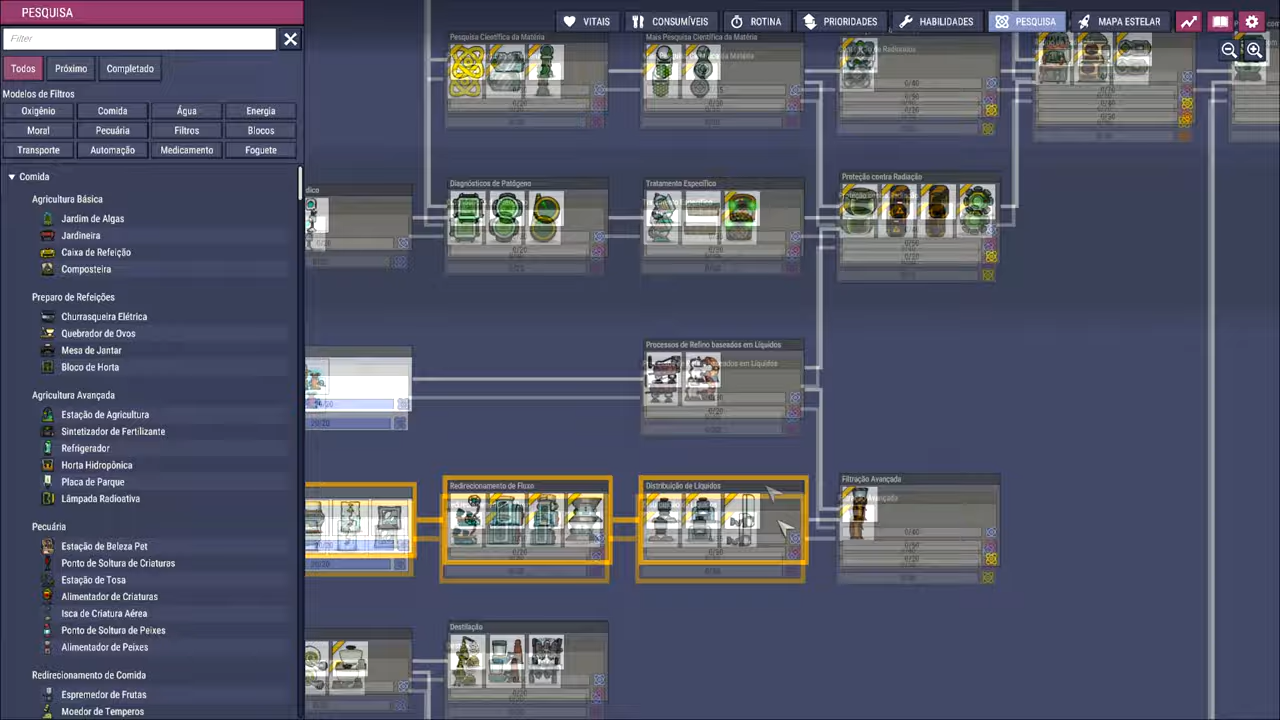 PESQUISA
VITAIS
CONSUMÍVEIS
ROTINA
PRIORIDADES
HABILIDADES
PESQUISA
MAPA ESTELAR
Filter
Todos
Próximo
Completado
Modelos de Filtros
Oxigênio
Comida
Água
Energia
Moral
Pecuária
Filtros
Blocos
Transporte
Automação
Medicamento
Foguete
Comida
Agricultura Básica
Jardim de Algas
Jardineira
Caixa de Refeição
Composteira
Preparo de Refeições
Churrasqueira Elétrica
Quebrador de Ovos
Mesa de Jantar
Bloco de Horta
Agricultura Avançada
Estação de Agricultura
Sintetizador de Fertilizante
Refrigerador
Horta Hidropônica
Placa de Parque
Lâmpada Radioativa
Pecuária
Estação de Beleza Pet
Ponto de Soltura de Criaturas
Estação de Tosa
Alimentador de Criaturas
Isca de Criatura Aérea
Ponto de Soltura de Peixes
Alimentador de Peixes
Redirecionamento de Comida
Espremedor de Frutas
Moedor de Temperos
Pesquisa Científica da Matéria
Mais Pesquisa Científica da Matéria
Diagnósticos de Patógeno
Tratamento Específico
Proteção contra Radiação
Processos de Refino baseados em Líquidos
Redirecionamento de Fluxo
Distribuição de Líquidos
Filtração Avançada
Destilação